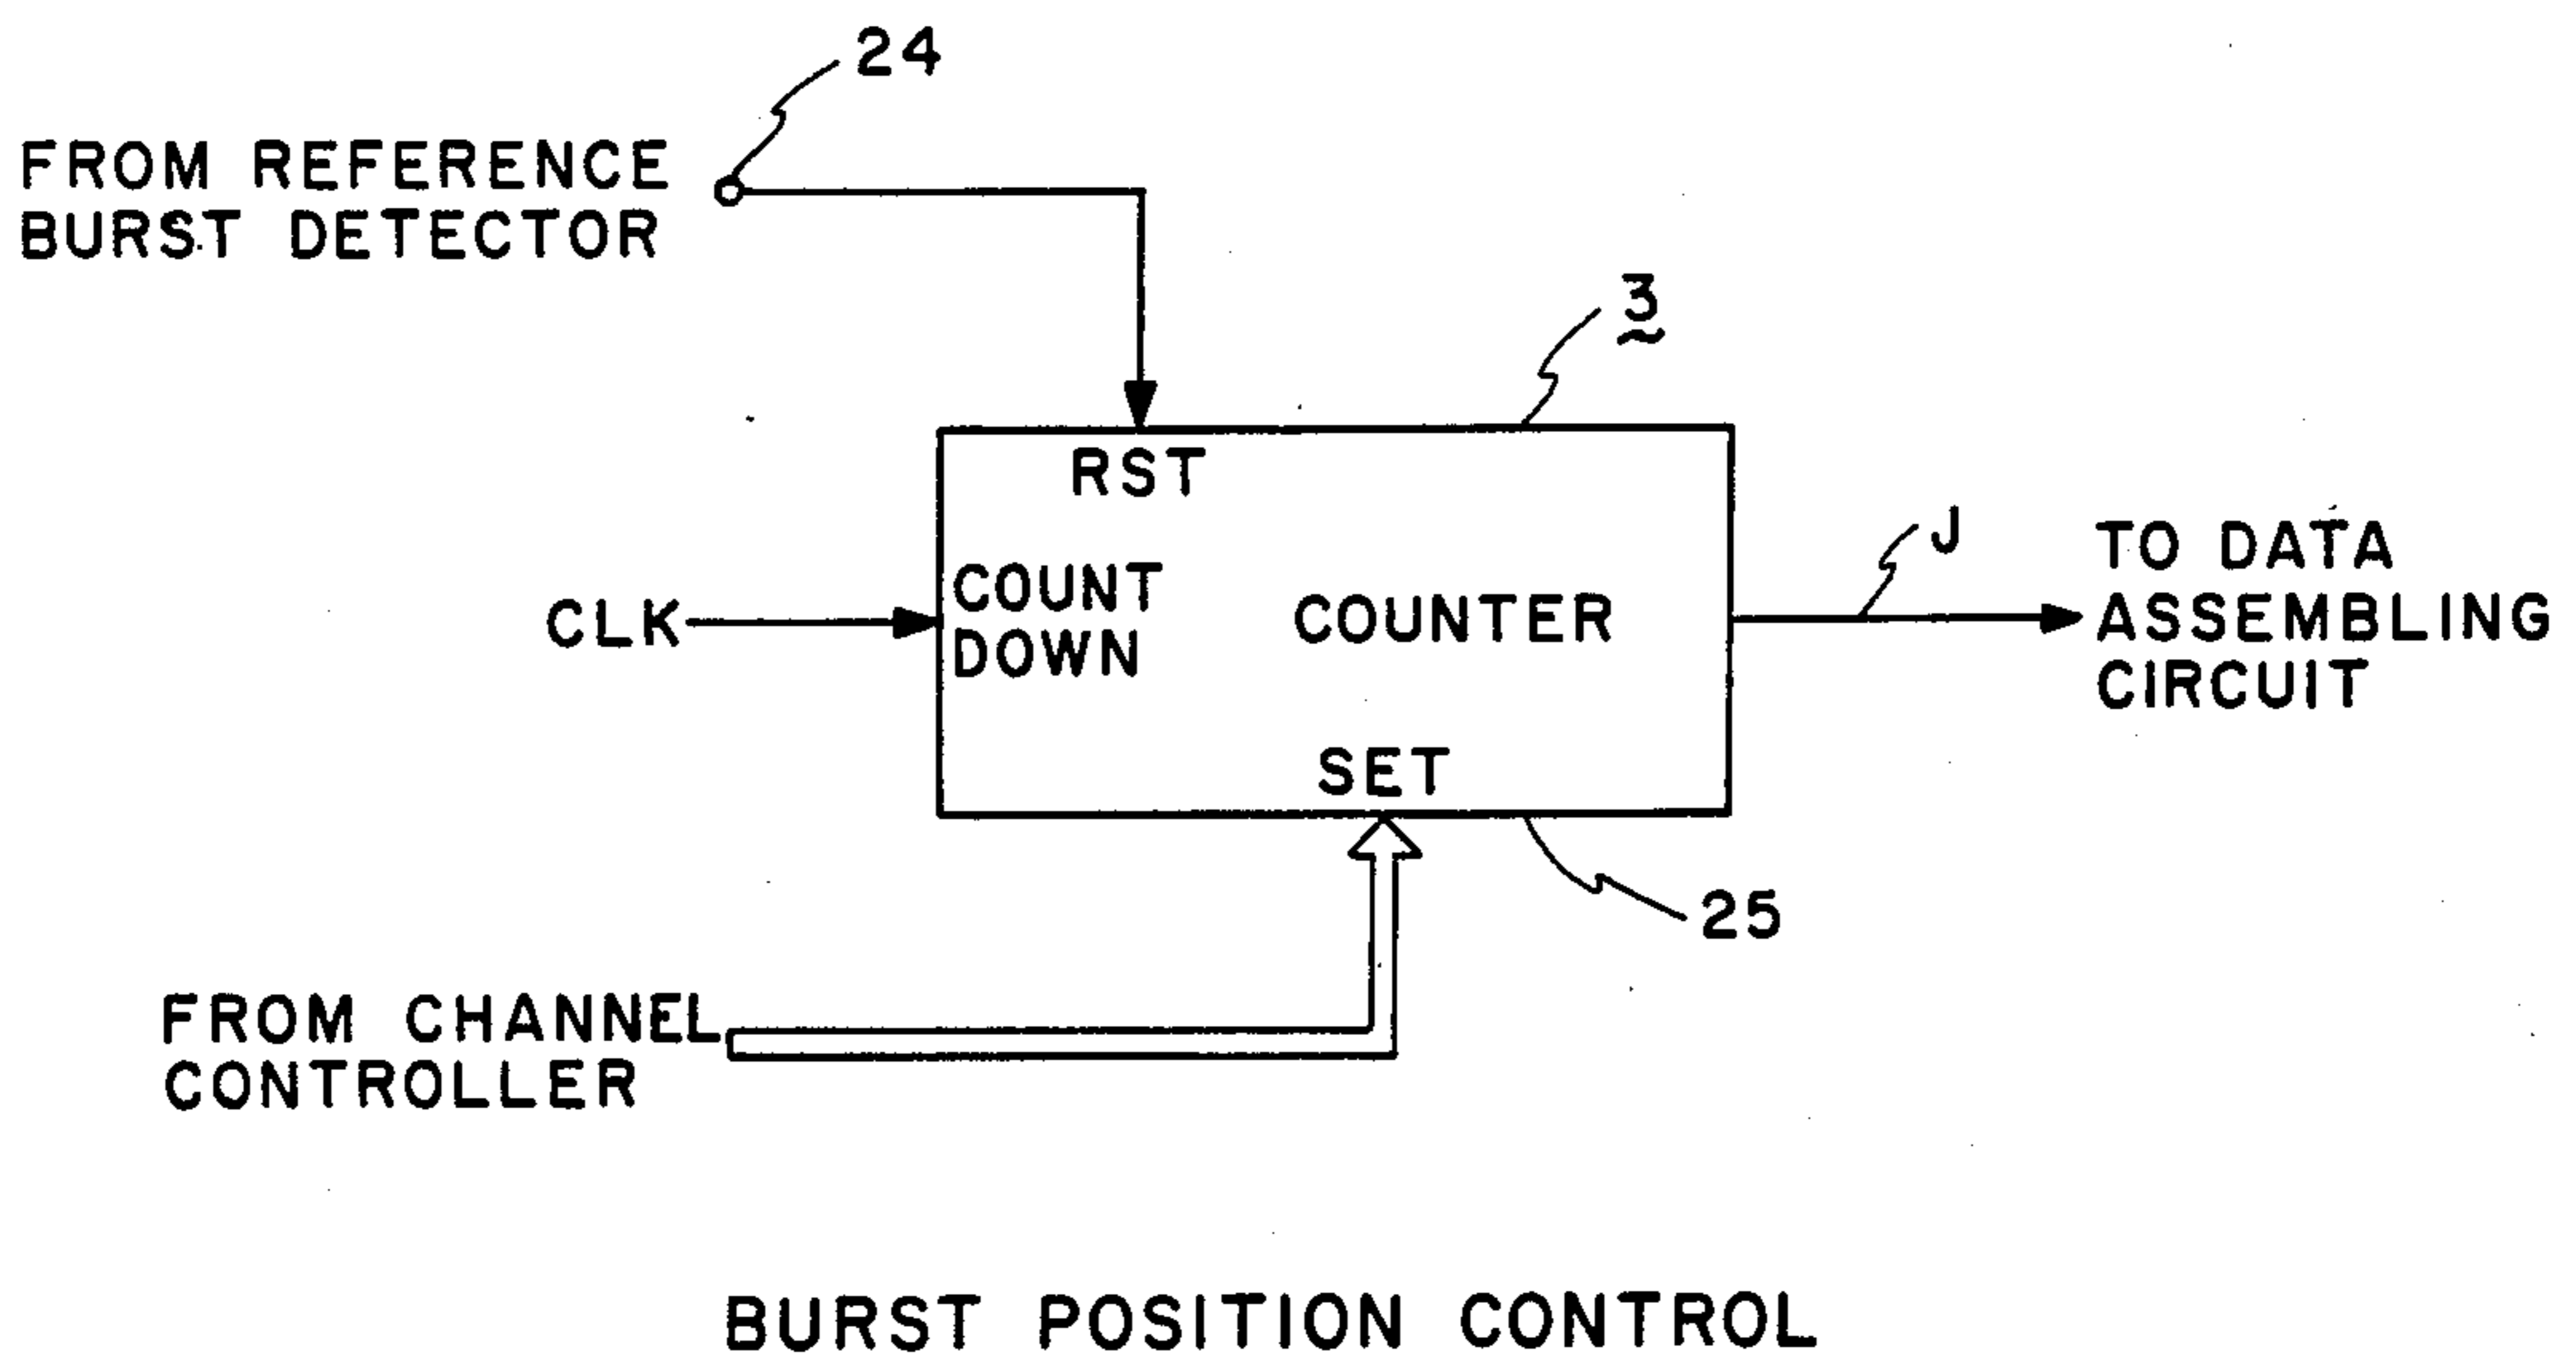 24
FROM REFERENCE
BURST DETECTOR
3
RST
J
TO DATA
ASSEMBLING
CIRCUIT
CLK
COUNT
DOWN
COUNTER
SET
25
FROM CHANNEL
CONTROLLER
BURST POSITION CONTROL